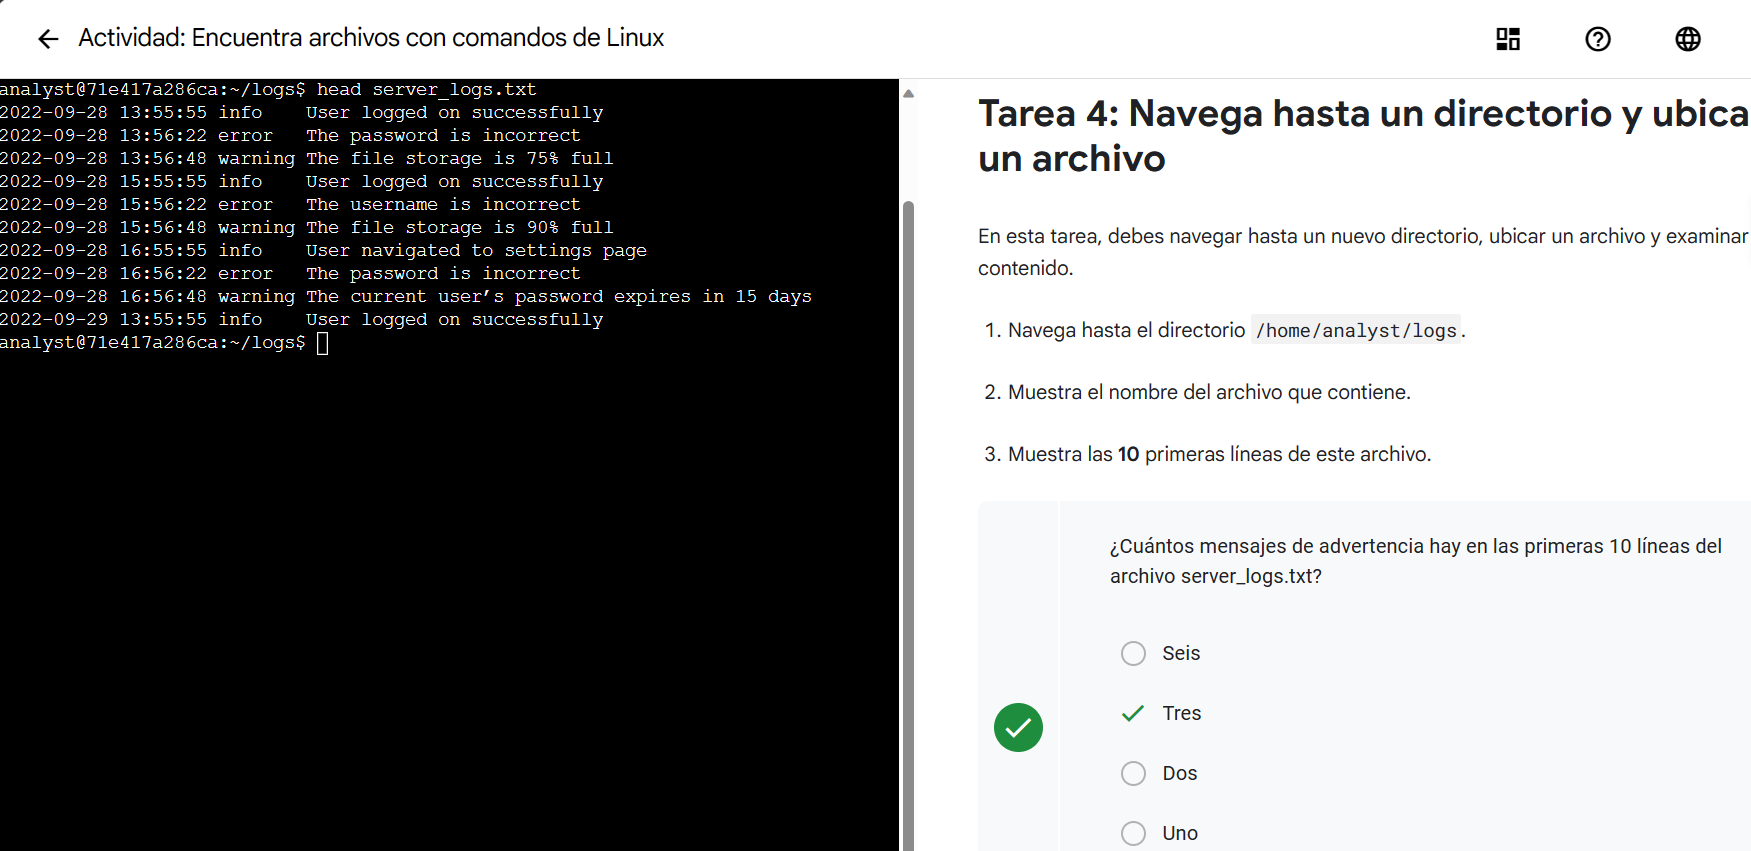 Actividad: Encuentra archivos con comandos de Linux
analyst@71e417a286ca:~/logs$ head server_logs.txt
2022-09-28 13:55:55 info    User logged on successfully
2022-09-28 13:56:22 error   The password is incorrect
2022-09-28 13:56:48 warning The file storage is 75% full
2022-09-28 15:55:55 info    User logged on successfully
2022-09-28 15:56:22 error   The username is incorrect
2022-09-28 15:56:48 warning The file storage is 90% full
2022-09-28 16:55:55 info    User navigated to settings page
2022-09-28 16:56:22 error   The password is incorrect
2022-09-28 16:56:48 warning The current user’s password expires in 15 days
2022-09-29 13:55:55 info    User logged on successfully
analyst@71e417a286ca:~/logs$
Tarea 4: Navega hasta un directorio y ubica
un archivo
En esta tarea, debes navegar hasta un nuevo directorio, ubicar un archivo y examinar
contenido.
1. Navega hasta el directorio /home/analyst/logs.
2. Muestra el nombre del archivo que contiene.
3. Muestra las 10 primeras líneas de este archivo.
¿Cuántos mensajes de advertencia hay en las primeras 10 líneas del
archivo server_logs.txt?
Seis
Tres
Dos
Uno